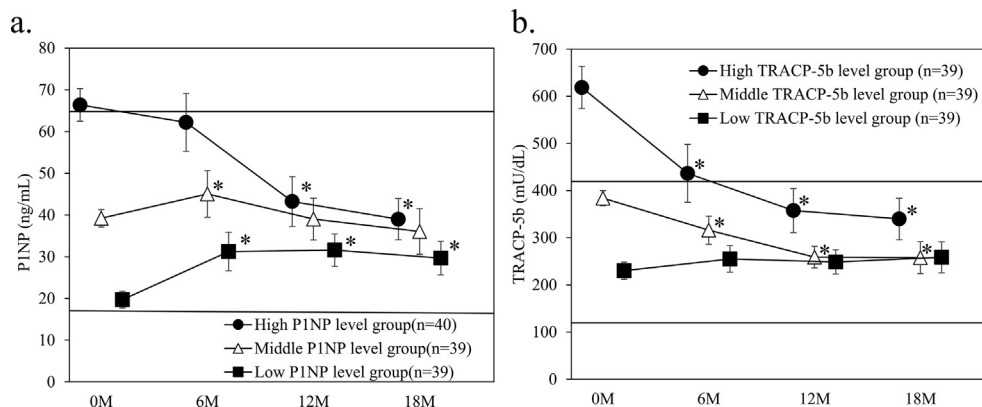 a.
P1NP (ng/mL)
80
70
60
50
40
30
20
10
0
*
*
*
*
*
*
High P1NP level group(n=40)
Middle P1NP level group(n=39)
Low P1NP level group(n=39)
0M 6M 12M 18M
b.
TRACP-5b (mU/dL)
700
600
500
400
300
200
100
0
High TRACP-5b level group (n=39)
Middle TRACP-5b level group (n=39)
Low TRACP-5b level group (n=39)
*
*
*
*
*
*
0M 6M 12M 18M